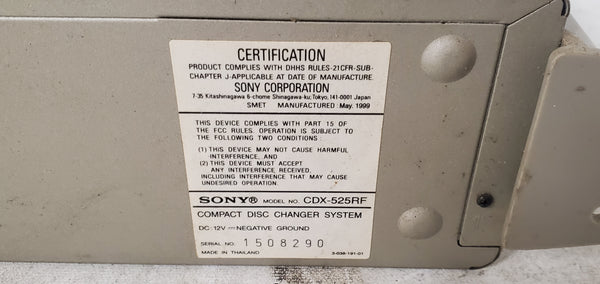 CERTIFICATION
PRODUCT COMPLIES WITH DHHS RULES-21CFR-SUB-
CHAPTER J-APPLICABLE AT DATE OF MANUFACTURE.
SONY CORPORATION
7-35 Kitashinagawa 6-chome Shinagawa-ku, Tokyo, 141-0001 Japan
SMET MANUFACTURED: May, 1999
THIS DEVICE COMPLIES WITH PART 15 OF
THE FCC RULES. OPERATION IS SUBJECT TO
THE FOLLOWING TWO CONDITIONS:
(1) THIS DEVICE MAY NOT CAUSE HARMFUL
INTERFERENCE, AND
(2) THIS DEVICE MUST ACCEPT
ANY INTERFERENCE RECEIVED,
INCLUDING INTERFERENCE THAT MAY CAUSE
UNDESIRED OPERATION.
SONY® MODEL NO. CDX-525RF
COMPACT DISC CHANGER SYSTEM
DC: 12V ⎓ NEGATIVE GROUND
SERIAL NO. 1508290
MADE IN THAILAND 3-038-191-01